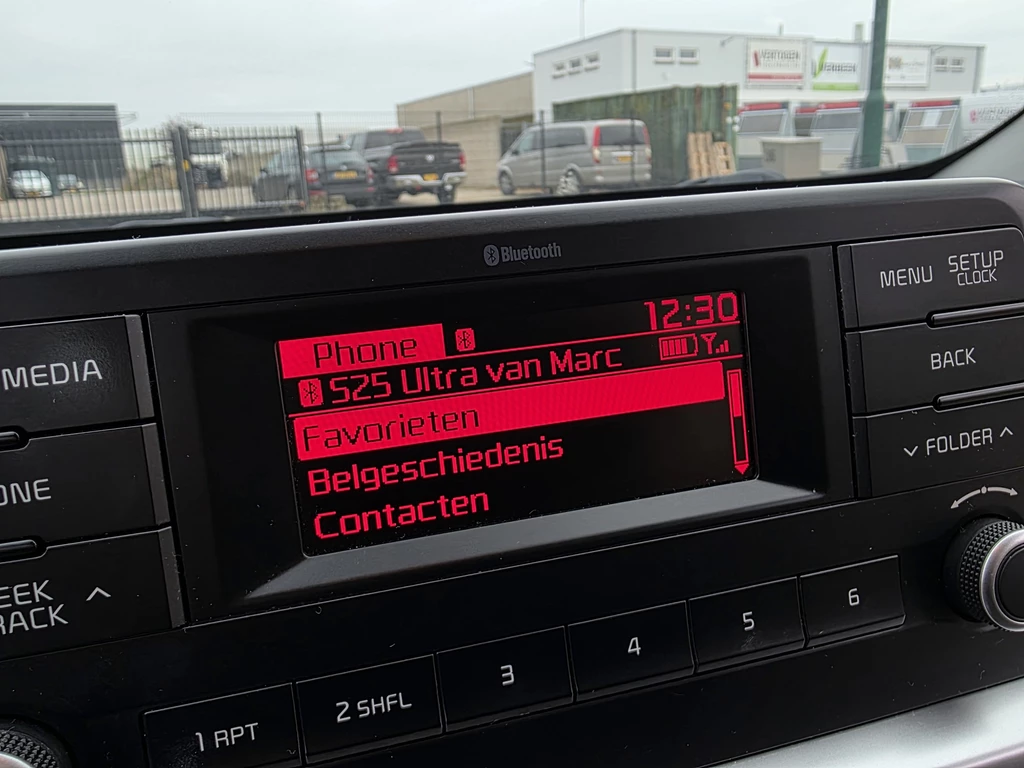 VERBEEK
Bluetooth
MENU
SETUP
CLOCK
MEDIA
Phone
12:30
S25 Ultra van Marc
BACK
Favorieten
Belgeschiedenis
Contacten
FOLDER
ONE
EEK
RACK
1 RPT
2 SHFL
3
4
5
6